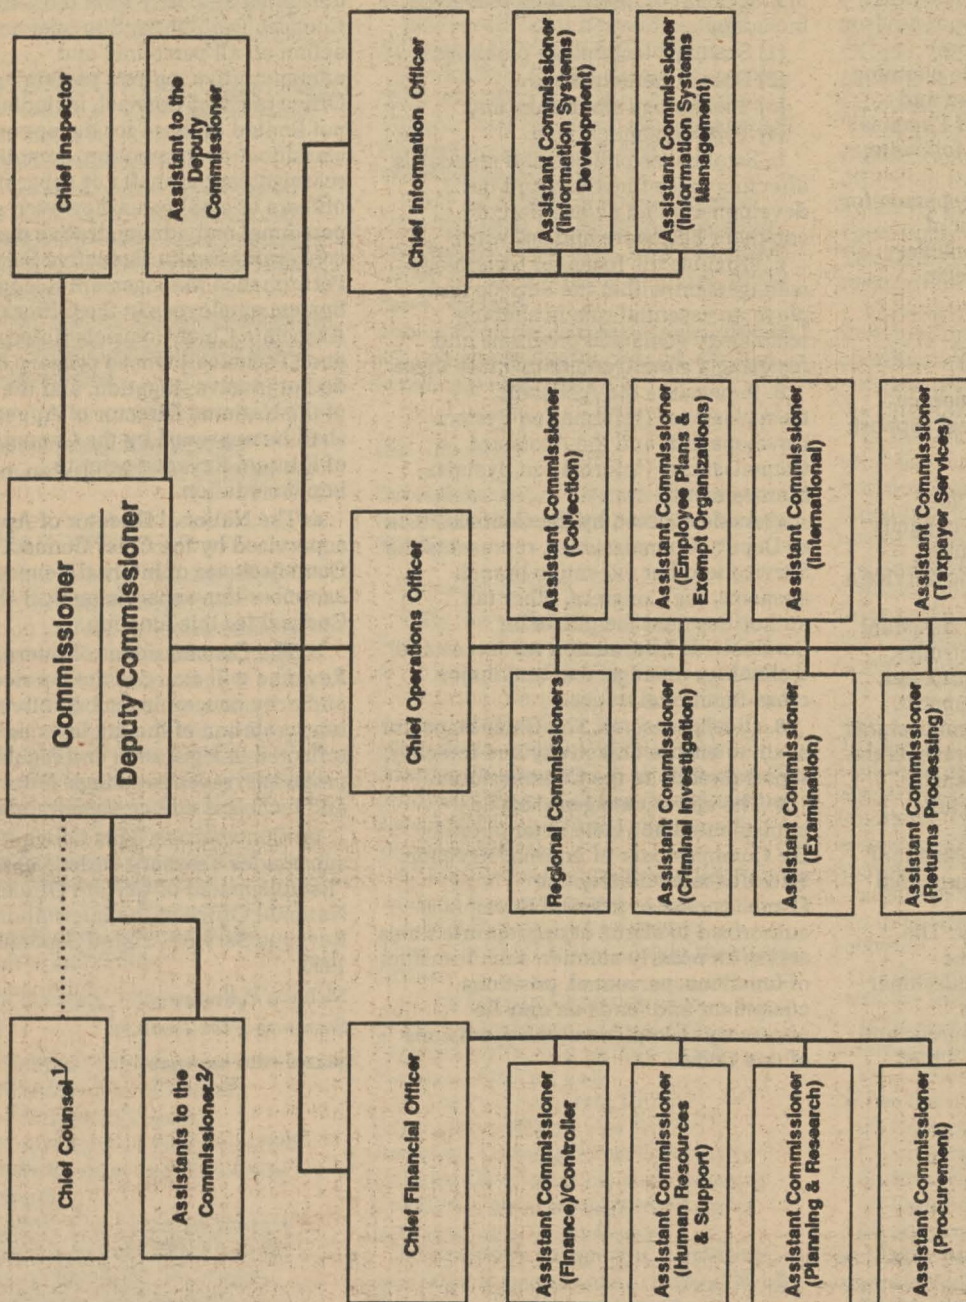 Chief Counsel 1/
Assistants to the
Commissioner 2/
Commissioner
Deputy Commissioner
Chief Inspector
Assistant to the
Deputy
Commissioner
Chief Financial Officer
Chief Operations Officer
Chief Information Officer
Assistant Commissioner
(Finance)/Controller
Assistant Commissioner
(Human Resources
& Support)
Assistant Commissioner
(Planning & Research)
Assistant Commissioner
(Procurement)
Regional Commissioners
Assistant Commissioner
(Criminal Investigation)
Assistant Commissioner
(Examination)
Assistant Commissioner
(Returns Processing)
Assistant Commissioner
(Collection)
Assistant Commissioner
(Employee Plans &
Exempt Organizations)
Assistant Commissioner
(International)
Assistant Commissioner
(Taxpayer Services)
Assistant Commissioner
(Information Systems
Development)
Assistant Commissioner
(Information Systems
Management)